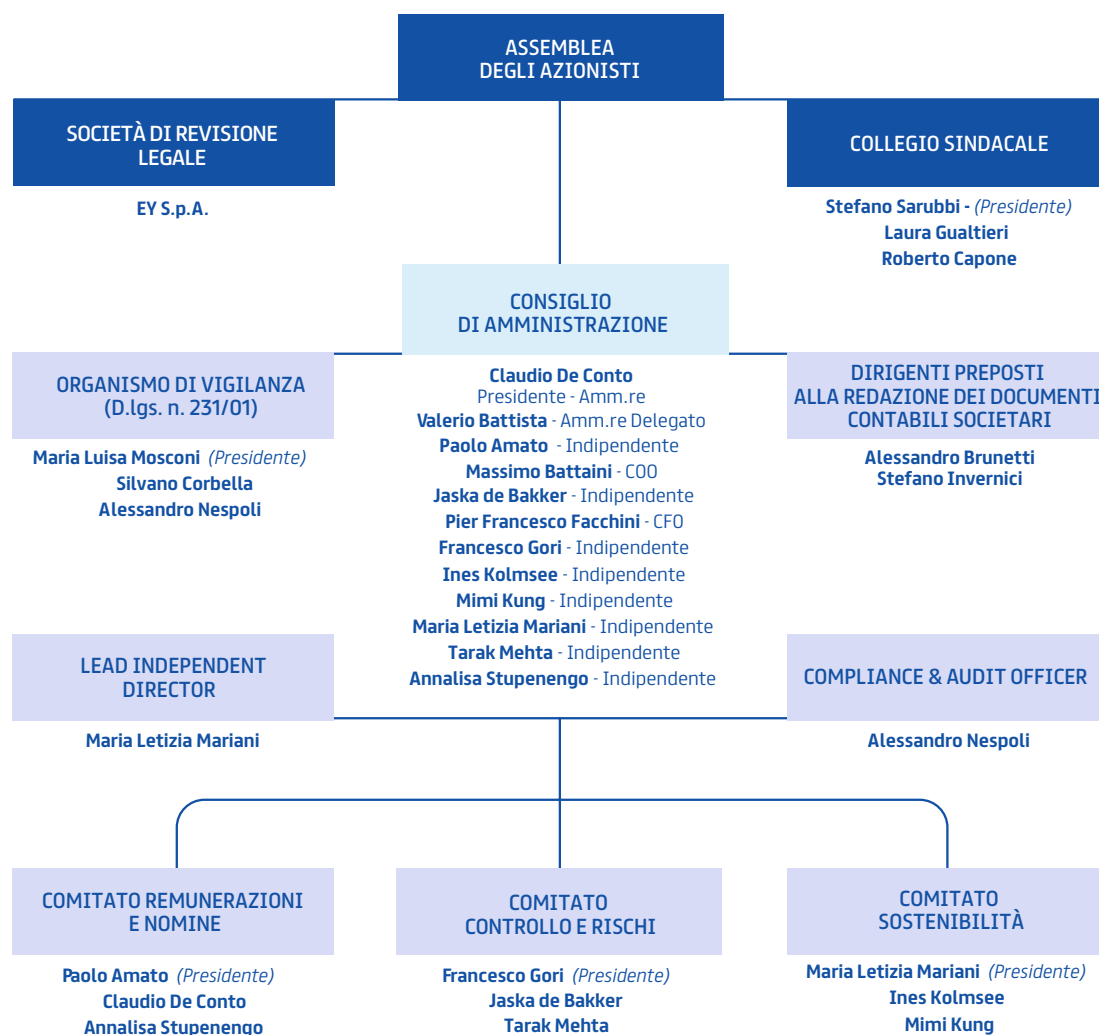 ASSEMBLEA
DEGLI AZIONISTI
SOCIETÀ DI REVISIONE
LEGALE
EY S.p.A.
COLLEGIO SINDACALE
Stefano Sarubbi - (Presidente)
Laura Gualtieri
Roberto Capone
CONSIGLIO
DI AMMINISTRAZIONE
Claudio De Conto
Presidente - Amm.re
Valerio Battista - Amm.re Delegato
Paolo Amato - Indipendente
Massimo Battaini - COO
Jaska de Bakker - Indipendente
Pier Francesco Facchini - CFO
Francesco Gori - Indipendente
Ines Kolmsee - Indipendente
Mimi Kung - Indipendente
Maria Letizia Mariani - Indipendente
Tarak Mehta - Indipendente
Annalisa Stupenengo - Indipendente
ORGANISMO DI VIGILANZA
(D.lgs. n. 231/01)
Maria Luisa Mosconi (Presidente)
Silvano Corbella
Alessandro Nespoli
DIRIGENTI PREPOSTI
ALLA REDAZIONE DEI DOCUMENTI
CONTABILI SOCIETARI
Alessandro Brunetti
Stefano Invernici
LEAD INDEPENDENT
DIRECTOR
Maria Letizia Mariani
COMPLIANCE & AUDIT OFFICER
Alessandro Nespoli
COMITATO REMUNERAZIONI
E NOMINE
Paolo Amato (Presidente)
Claudio De Conto
Annalisa Stupenengo
COMITATO
CONTROLLO E RISCHI
Francesco Gori (Presidente)
Jaska de Bakker
Tarak Mehta
COMITATO
SOSTENIBILITÀ
Maria Letizia Mariani (Presidente)
Ines Kolmsee
Mimi Kung